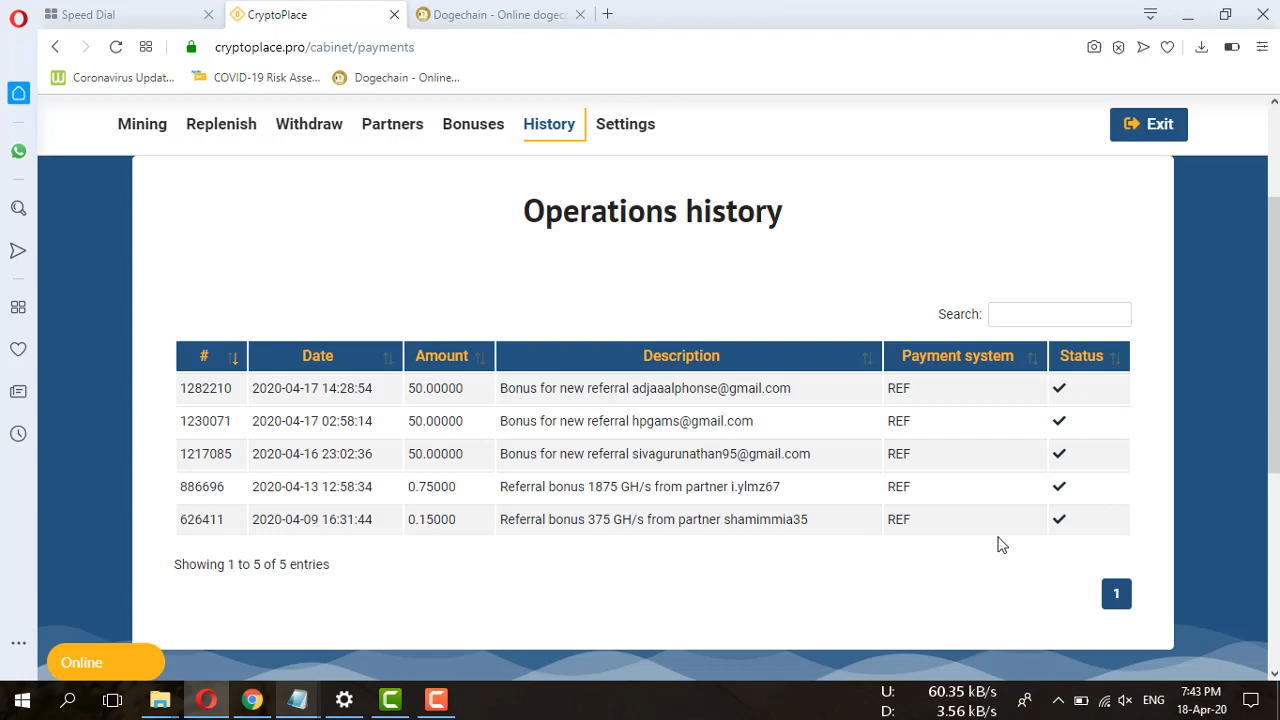 Speed Dial
CryptoPlace
Dogechain - Online dogecc
cryptoplace.pro/cabinet/payments
Coronavirus Updat...
COVID-19 Risk Asse...
Dogechain - Online...
Mining Replenish Withdraw Partners Bonuses History Settings Exit
Operations history
Search:
# Date Amount Description Payment system Status
1282210 2020-04-17 14:28:54 50.00000 Bonus for new referral adjaaalphonse@gmail.com REF
1230071 2020-04-17 02:58:14 50.00000 Bonus for new referral hpgams@gmail.com REF
1217085 2020-04-16 23:02:36 50.00000 Bonus for new referral sivagurunathan95@gmail.com REF
886696 2020-04-13 12:58:34 0.75000 Referral bonus 1875 GH/s from partner i.ylmz67 REF
626411 2020-04-09 16:31:44 0.15000 Referral bonus 375 GH/s from partner shamimmia35 REF
Showing 1 to 5 of 5 entries
1
Online
U: 60.35 kB/s
D: 3.56 kB/s
ENG
7:43 PM
18-Apr-20